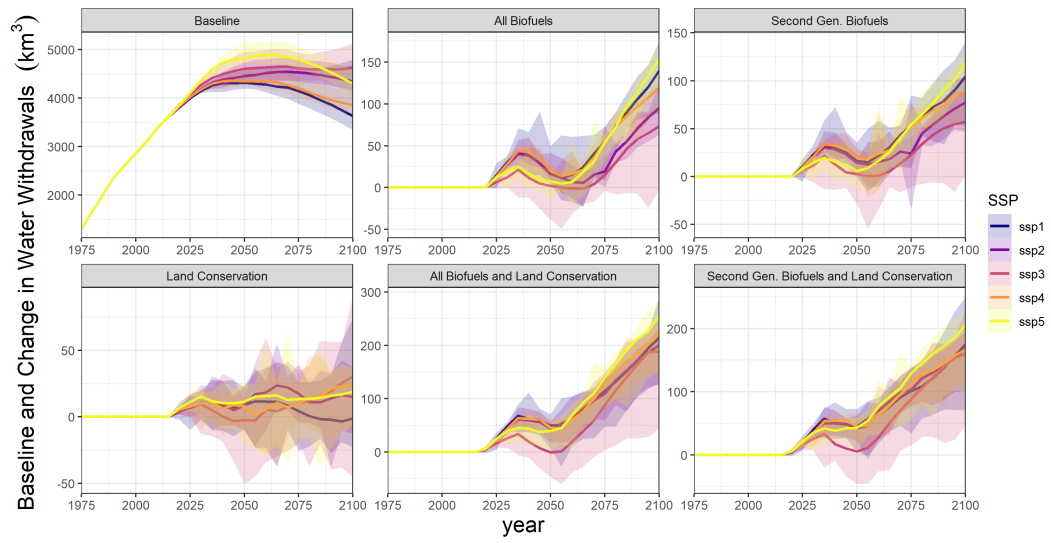 Baseline and Change in Water Withdrawals (km³)
Baseline
5000
4000
3000
2000
1975 2000 2025 2050 2075 2100
All Biofuels
150
100
50
0
-50
1975 2000 2025 2050 2075 2100
Second Gen. Biofuels
150
100
50
0
-50
1975 2000 2025 2050 2075 2100
Land Conservation
50
0
-50
1975 2000 2025 2050 2075 2100
All Biofuels and Land Conservation
300
200
100
0
1975 2000 2025 2050 2075 2100
Second Gen. Biofuels and Land Conservation
200
100
0
1975 2000 2025 2050 2075 2100
year
SSP
ssp1
ssp2
ssp3
ssp4
ssp5